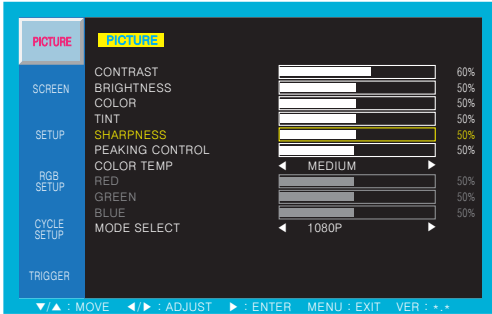 PICTURE
PICTURE
CONTRAST 60%
BRIGHTNESS 50%
SCREEN
COLOR 50%
TINT 50%
SETUP
SHARPNESS 50%
PEAKING CONTROL 50%
COLOR TEMP ◀ MEDIUM ▶
RGB
SETUP
RED 50%
GREEN 50%
BLUE 50%
CYCLE
SETUP
MODE SELECT ◀ 1080P ▶
TRIGGER
▼/▲ : MOVE ◀/▶ : ADJUST ▶ : ENTER MENU : EXIT VER : *.*